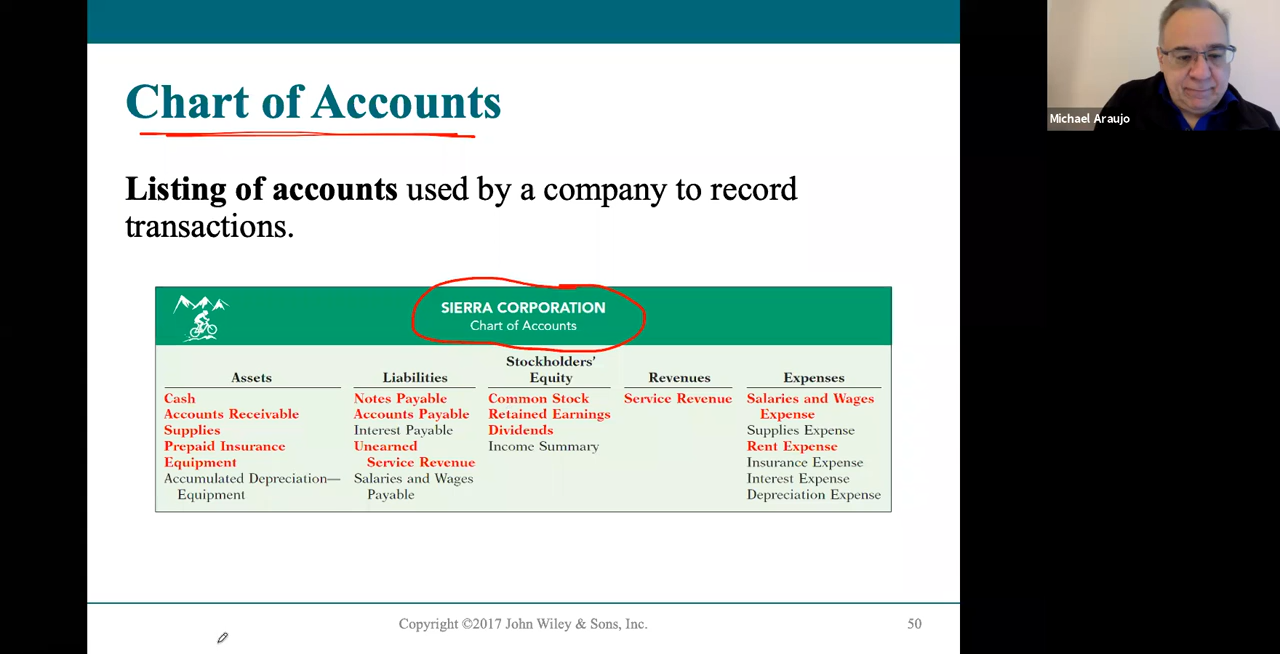 Chart of Accounts
Michael Araujo
Listing of accounts used by a company to record
transactions.
SIERRA CORPORATION
Chart of Accounts
Assets
Cash
Accounts Receivable
Supplies
Prepaid Insurance
Equipment
Accumulated Depreciation—
Equipment
Liabilities
Notes Payable
Accounts Payable
Interest Payable
Unearned
Service Revenue
Salaries and Wages
Payable
Stockholders'
Equity
Common Stock
Retained Earnings
Dividends
Income Summary
Revenues
Service Revenue
Expenses
Salaries and Wages
Expense
Supplies Expense
Rent Expense
Insurance Expense
Interest Expense
Depreciation Expense
Copyright ©2017 John Wiley & Sons, Inc.
50